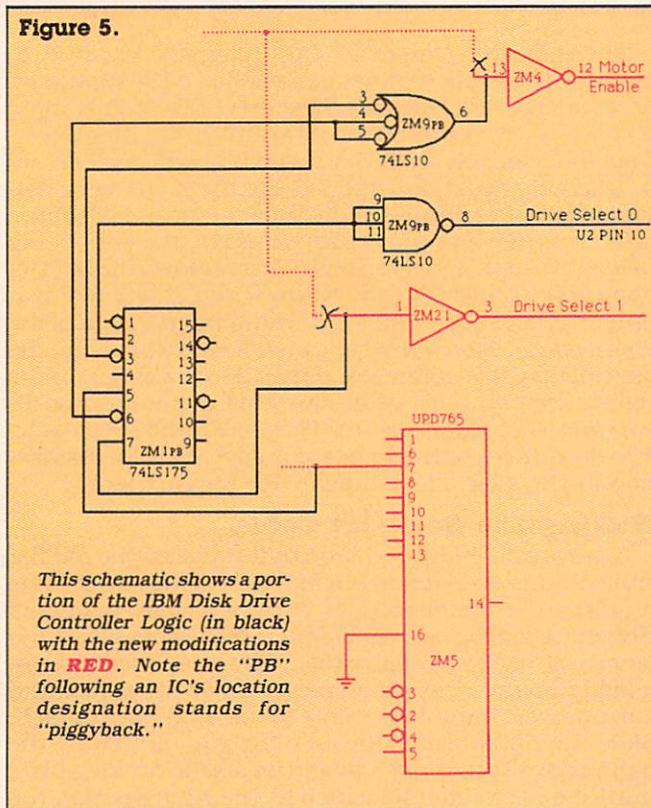 Figure 5.
13
ZM4
12 Motor
Enable
3
4
5
ZM9PB
6
74LS10
9
10
11
ZM9PB
8
Drive Select 0
U2 PIN 10
74LS10
1
ZM21
3
Drive Select 1
1
2
3
4
5
6
7
15
14
13
12
11
10
9
ZM1PB
74LS175
UPD765
1
6
7
8
9
10
11
12
13
14
16
ZM5
3
2
4
5
This schematic shows a por-
tion of the IBM Disk Drive
Controller Logic (in black)
with the new modifications
in RED. Note the "PB"
following an IC's location
designation stands for
"piggyback."